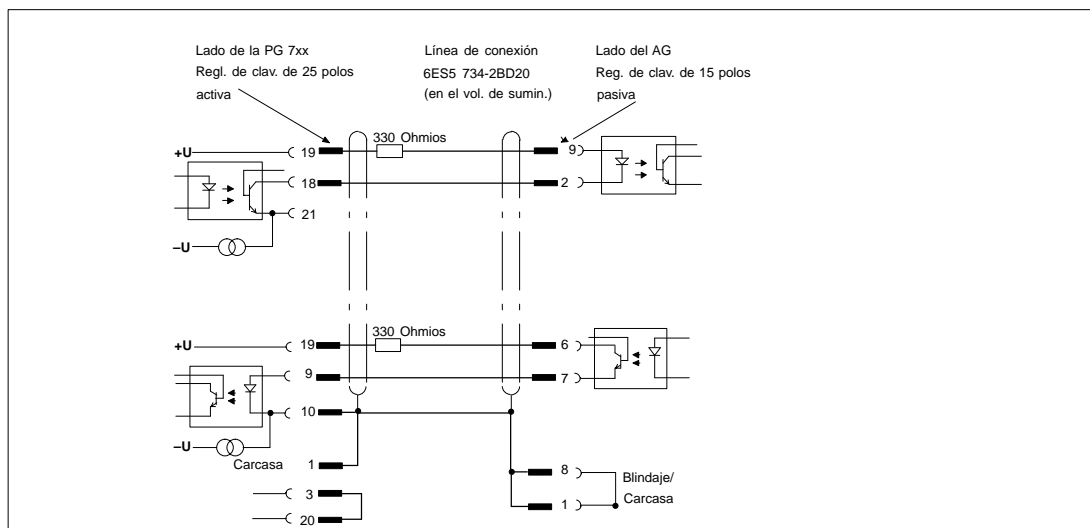 Lado de la PG 7xx
Regl. de clav. de 25 polos
activa
Línea de conexión
6ES5 734-2BD20
(en el vol. de sumin.)
Lado del AG
Reg. de clav. de 15 polos
pasiva
330 Ohmios
+U
19
9
18
2
21
–U
330 Ohmios
+U
19
6
9
7
10
–U
Carcasa
1
8
Blindaje/
Carcasa
3
1
20